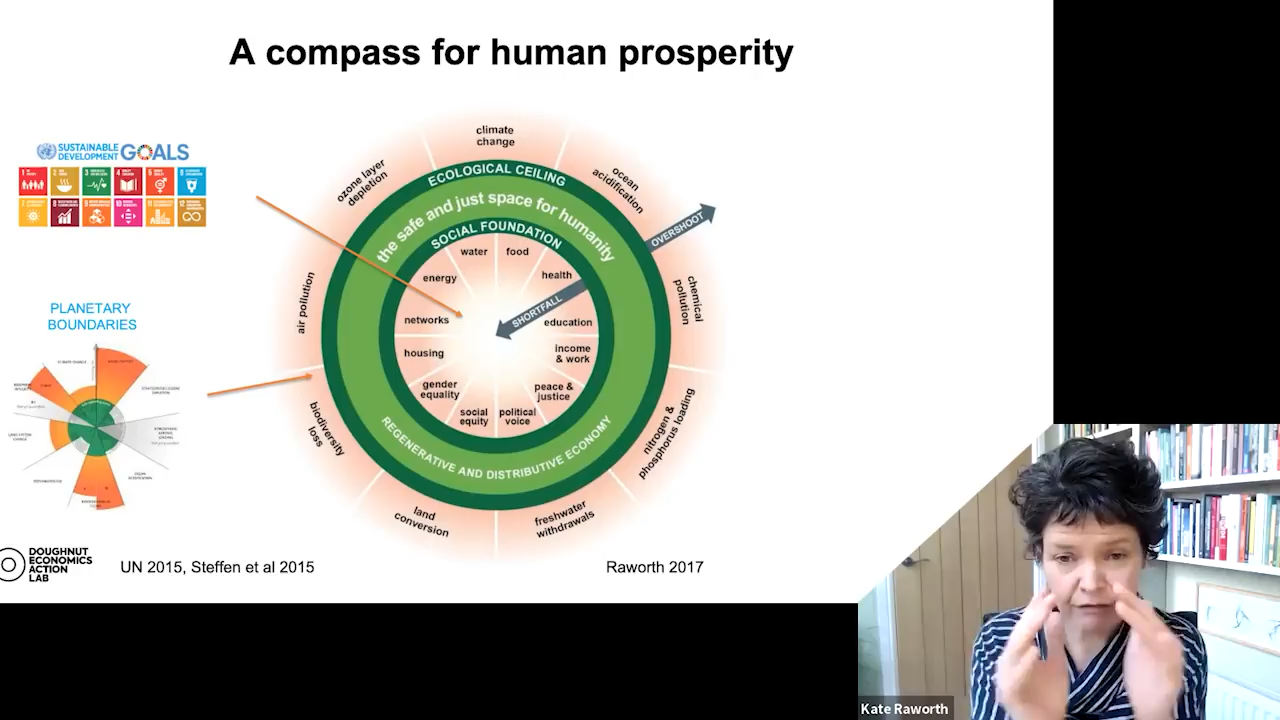 A compass for human prosperity
SUSTAINABLE
DEVELOPMENT
GOALS
PLANETARY
BOUNDARIES
climate
change
ocean
acidification
chemical
pollution
nitrogen &
phosphorus loading
freshwater
withdrawals
land
conversion
biodiversity
loss
air pollution
ozone layer
depletion
ECOLOGICAL CEILING
the safe and just space for humanity
SOCIAL FOUNDATION
OVERSHOOT
SHORTFALL
water
food
health
education
income
& work
peace &
justice
political
voice
social
equity
gender
equality
housing
networks
energy
REGENERATIVE AND DISTRIBUTIVE ECONOMY
DOUGHNUT
ECONOMICS
ACTION
LAB
UN 2015, Steffen et al 2015
Raworth 2017
Kate Raworth